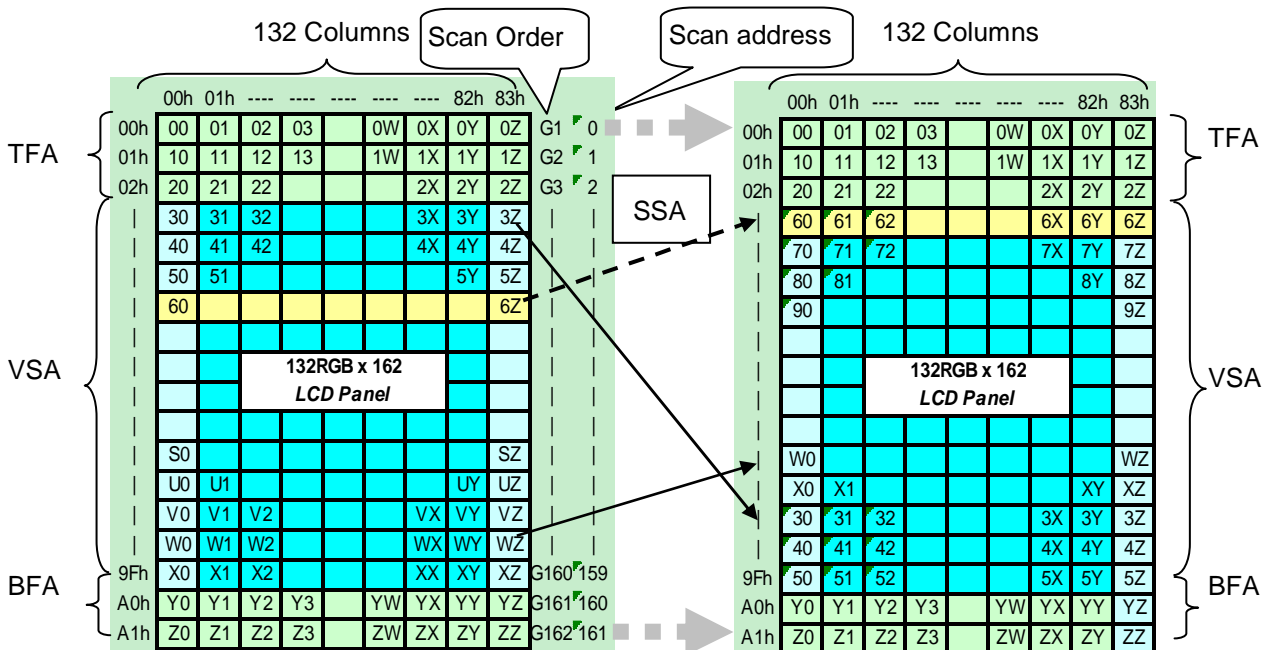 132 Columns
Scan Order
Scan address
132 Columns
00h 01h ---- ---- ---- ---- ---- 82h 83h
00h 00 01 02 03 0W 0X 0Y 0Z G1 0
01h 10 11 12 13 1W 1X 1Y 1Z G2 1
02h 20 21 22 2X 2Y 2Z G3 2
30 31 32 3X 3Y 3Z
40 41 42 4X 4Y 4Z
50 51 5Y 5Z
60 6Z
132RGB x 162
LCD Panel
S0 SZ
U0 U1 UY UZ
V0 V1 V2 VX VY VZ
W0 W1 W2 WX WY WZ
9Fh X0 X1 X2 XX XY XZ G160 159
A0h Y0 Y1 Y2 Y3 YW YX YY YZ G161 160
A1h Z0 Z1 Z2 Z3 ZW ZX ZY ZZ G162 161
TFA
VSA
BFA
SSA
00h 01h ---- ---- ---- ---- ---- 82h 83h
00h 00 01 02 03 0W 0X 0Y 0Z
01h 10 11 12 13 1W 1X 1Y 1Z
02h 20 21 22 2X 2Y 2Z
60 61 62 6X 6Y 6Z
70 71 72 7X 7Y 7Z
80 81 8Y 8Z
90 9Z
132RGB x 162
LCD Panel
W0 WZ
X0 X1 XY XZ
30 31 32 3X 3Y 3Z
40 41 42 4X 4Y 4Z
9Fh 50 51 52 5X 5Y 5Z
A0h Y0 Y1 Y2 Y3 YW YX YY YZ
A1h Z0 Z1 Z2 Z3 ZW ZX ZY ZZ
TFA
VSA
BFA